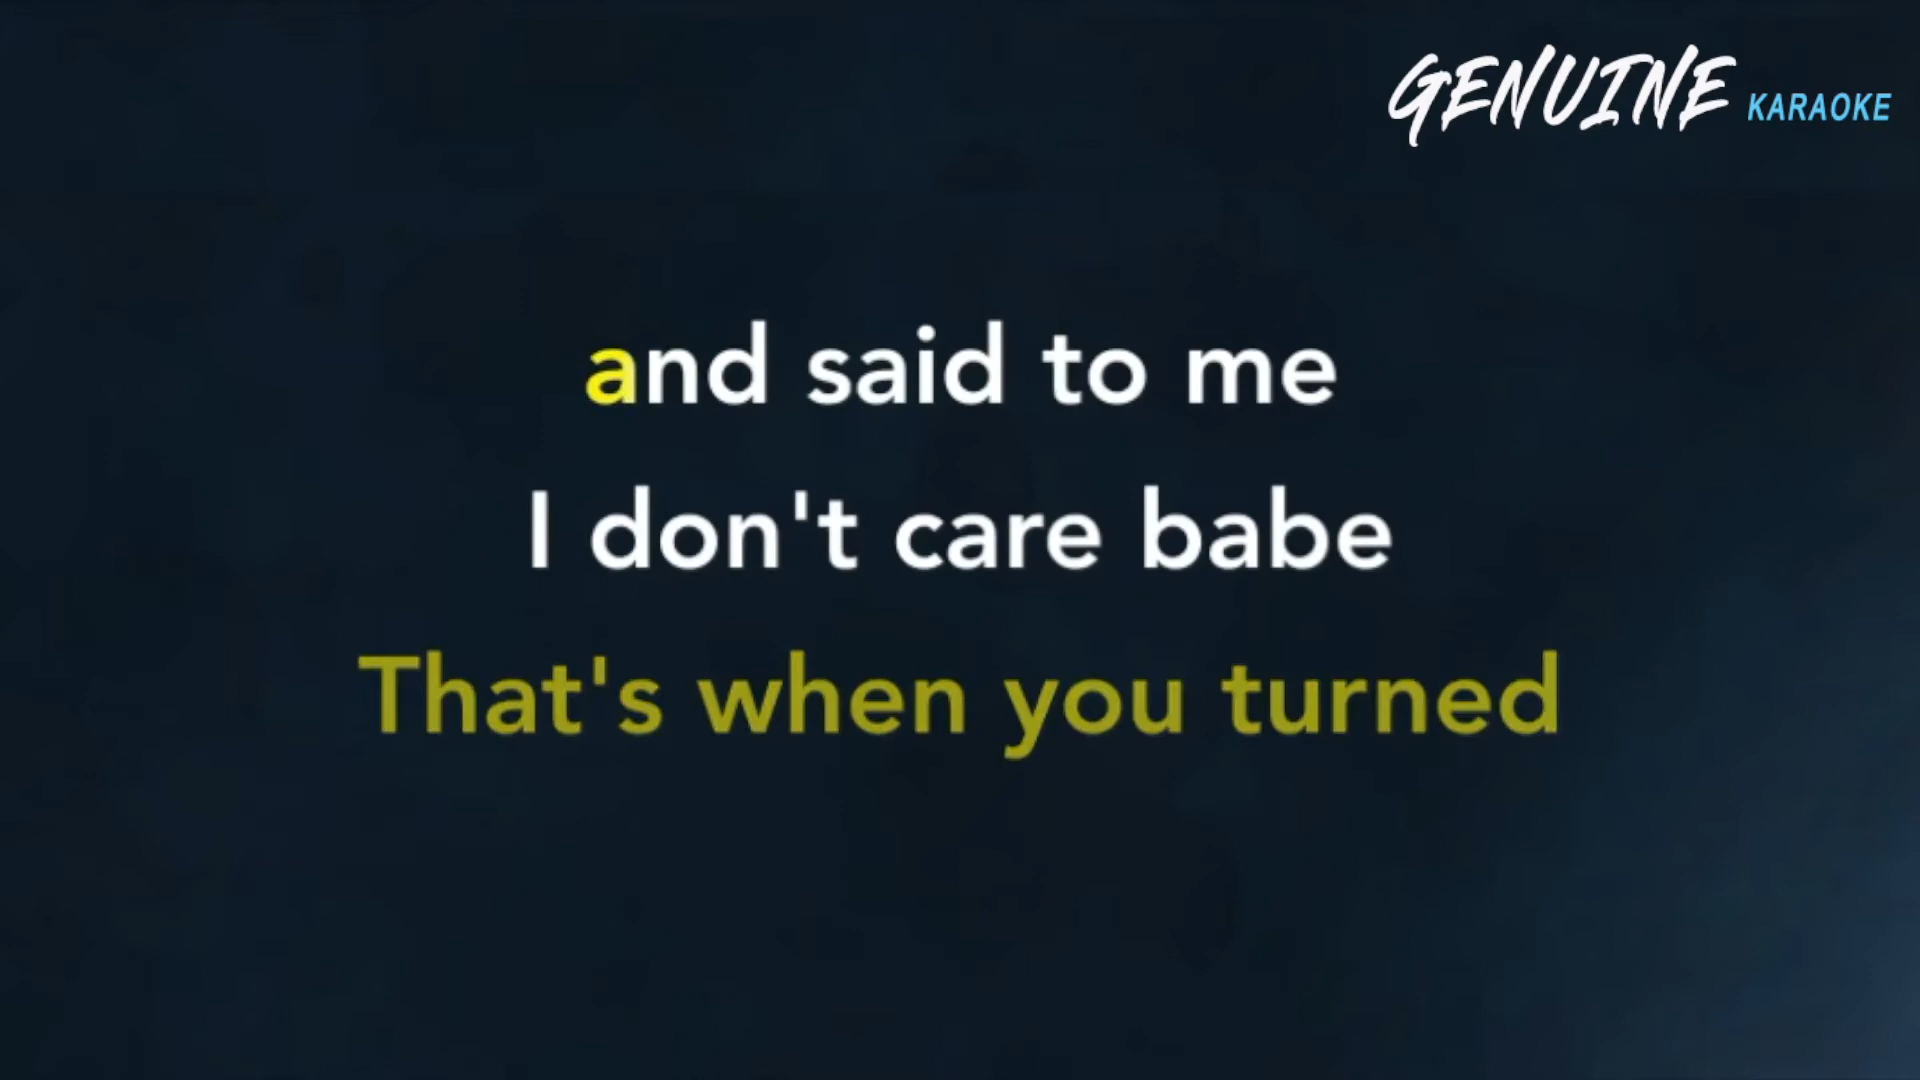 GENUINE KARAOKE
and said to me
I don't care babe
That's when you turned